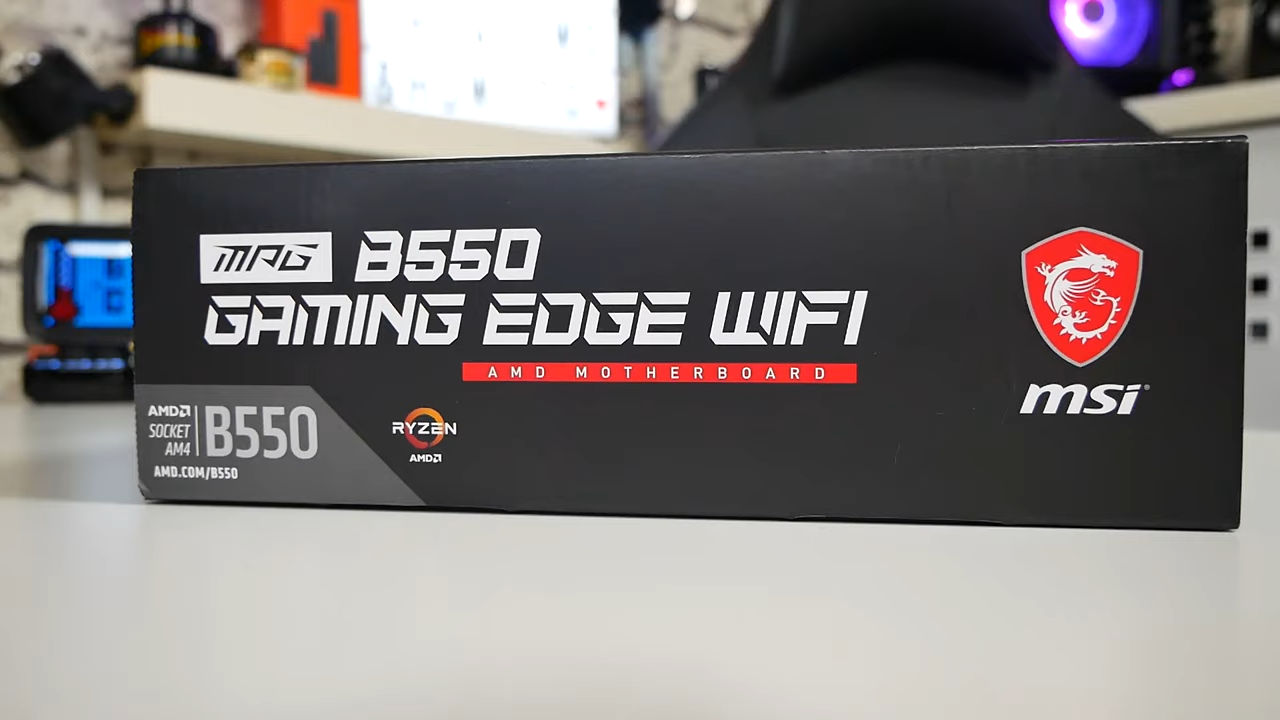 MPG B550
GAMING EDGE WIFI
AMD MOTHERBOARD
AMD
SOCKET
AM4
B550
AMD.COM/B550
RYZEN
AMD
msi